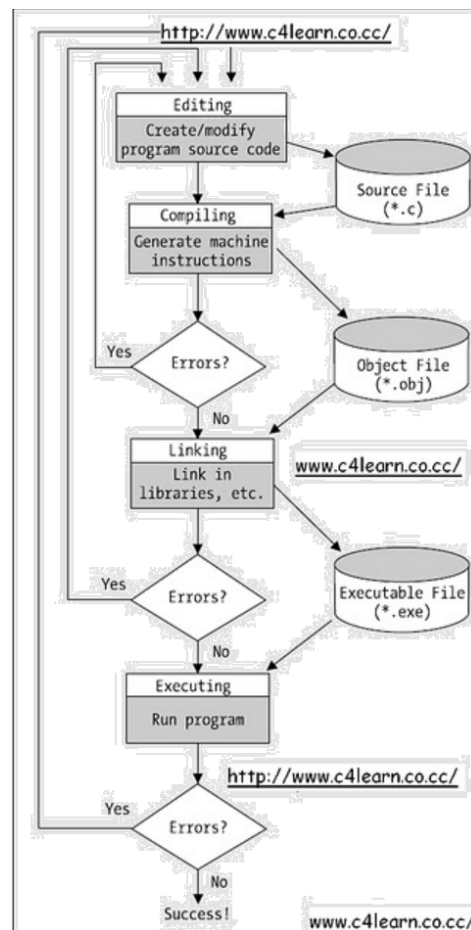 http://www.c4learn.co.cc/
Editing
Create/modify
program source code
Source File
(*.c)
Compiling
Generate machine
instructions
Yes
Errors?
Object File
(*.obj)
No
Linking
Link in
libraries, etc.
www.c4learn.co.cc/
Yes
Errors?
Executable File
(*.exe)
No
Executing
Run program
http://www.c4learn.co.cc/
Yes
Errors?
No
Success!
www.c4learn.co.cc/